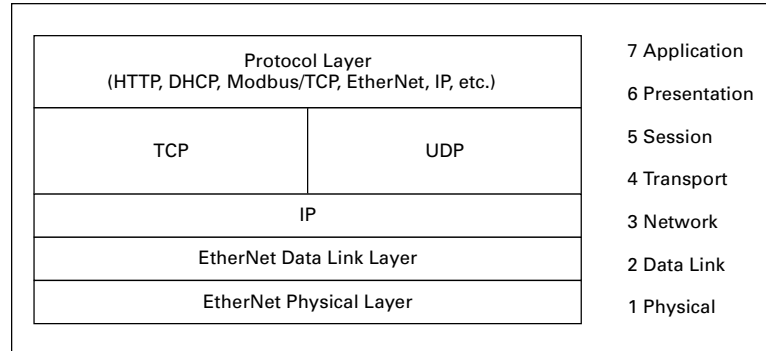 Protocol Layer
(HTTP, DHCP, Modbus/TCP, EtherNet, IP, etc.)
TCP
UDP
IP
EtherNet Data Link Layer
EtherNet Physical Layer
7 Application
6 Presentation
5 Session
4 Transport
3 Network
2 Data Link
1 Physical